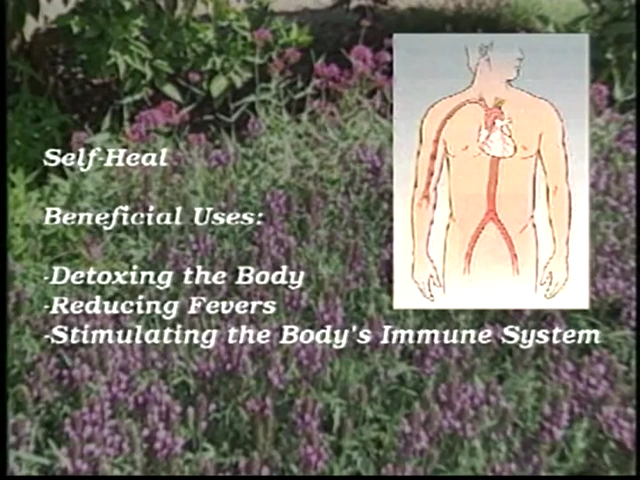 Self-Heal
Beneficial Uses:
-Detoxing the Body
-Reducing Fevers
-Stimulating the Body's Immune System